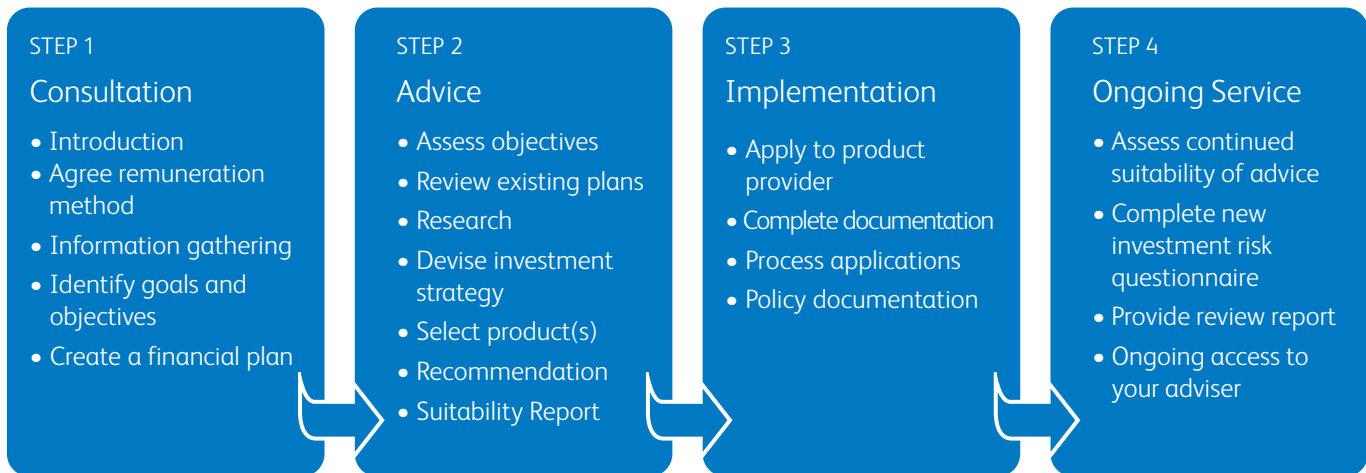 STEP 1
Consultation
• Introduction
• Agree remuneration
method
• Information gathering
• Identify goals and
objectives
• Create a financial plan
STEP 2
Advice
• Assess objectives
• Review existing plans
• Research
• Devise investment
strategy
• Select product(s)
• Recommendation
• Suitability Report
STEP 3
Implementation
• Apply to product
provider
• Complete documentation
• Process applications
• Policy documentation
STEP 4
Ongoing Service
• Assess continued
suitability of advice
• Complete new
investment risk
questionnaire
• Provide review report
• Ongoing access to
your adviser